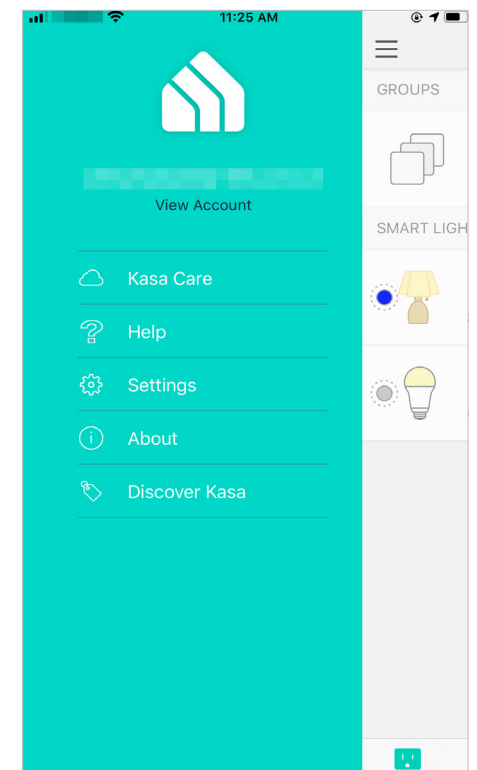 11:25 AM
GROUPS
View Account
SMART LIGH
Kasa Care
Help
Settings
About
Discover Kasa